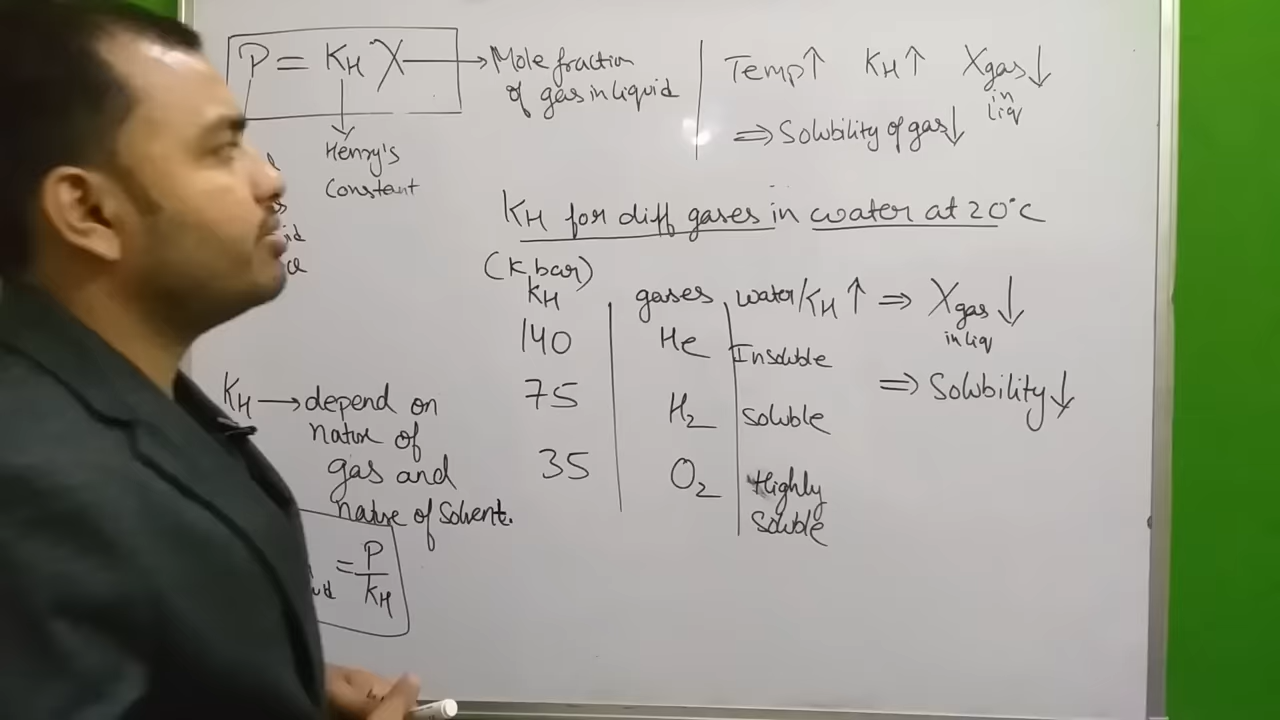 P = KH X → Mole fraction
of gas in liquid
Henry's
Constant
Temp↑ KH↑ Xgas↓
in
liq
⇒ Solubility of gas↓
KH for diff gases in water at 20°C
(K bar)
KH gases water/KH↑ ⇒ Xgas↓
in liq
140 He Insoluble
⇒ Solubility↓
75 H2 Soluble
35 O2 Highly
Soluble
KH → depend on
nature of
gas and
nature of Solvent.
= P
KH